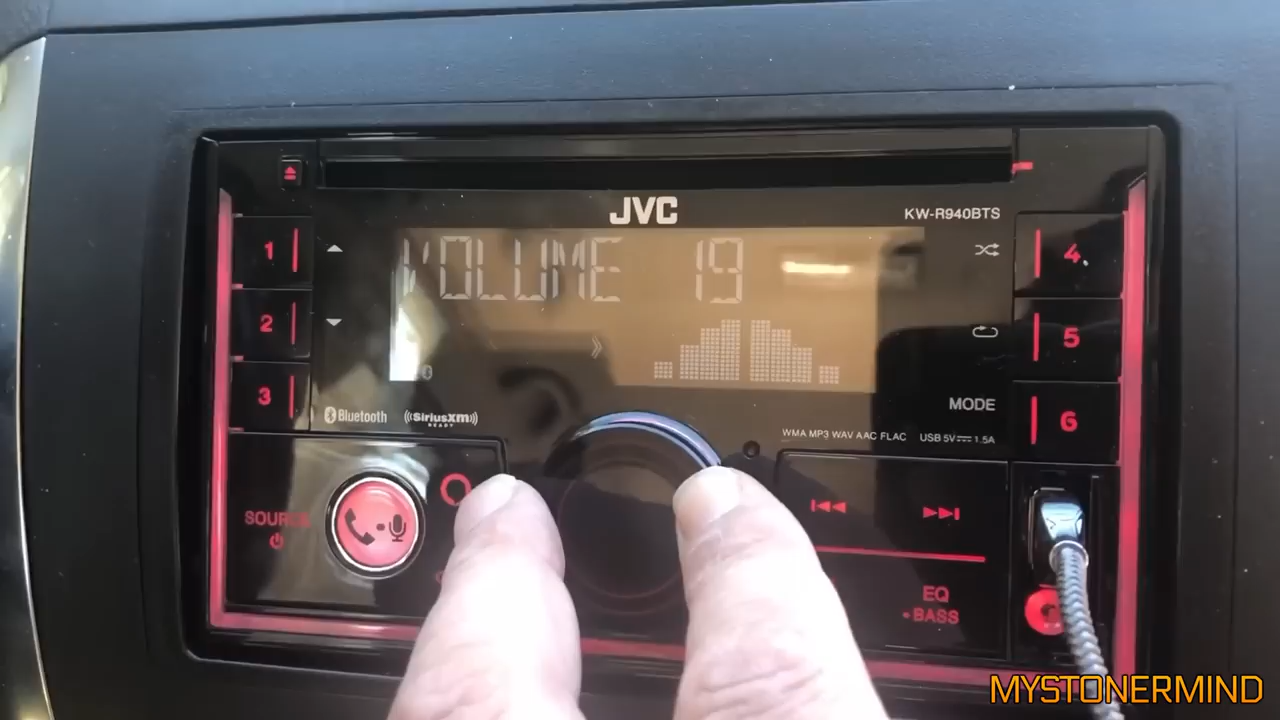 JVC
KW-R940BTS
1
2
3
VOLUME 19
4
5
6
MODE
Bluetooth
((SiriusXM))
READY
WMA MP3 WAV AAC FLAC
USB 5V 1.5A
SOURCE
EQ
•BASS
MYSTONERMIND